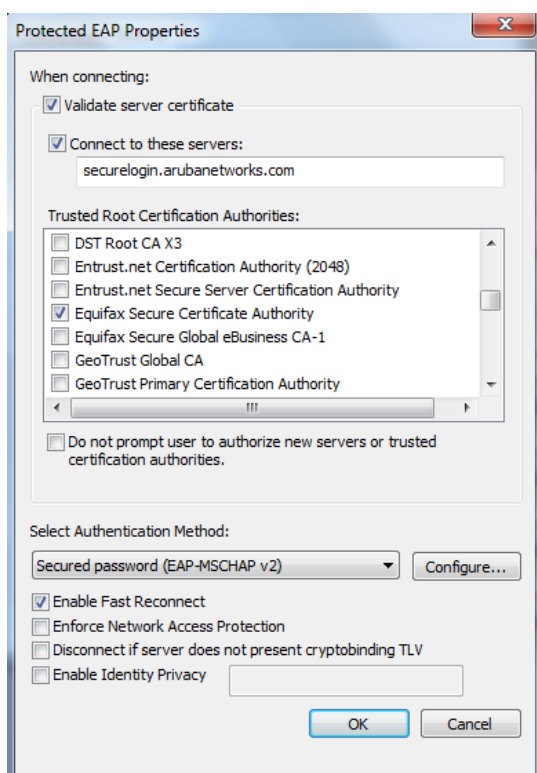 Protected EAP Properties
When connecting:
Validate server certificate
Connect to these servers:
securelogin.arubanetworks.com
Trusted Root Certification Authorities:
DST Root CA X3
Entrust.net Certification Authority (2048)
Entrust.net Secure Server Certification Authority
Equifax Secure Certificate Authority
Equifax Secure Global eBusiness CA-1
GeoTrust Global CA
GeoTrust Primary Certification Authority
Do not prompt user to authorize new servers or trusted
certification authorities.
Select Authentication Method:
Secured password (EAP-MSCHAP v2)
Configure...
Enable Fast Reconnect
Enforce Network Access Protection
Disconnect if server does not present cryptobinding TLV
Enable Identity Privacy
OK
Cancel